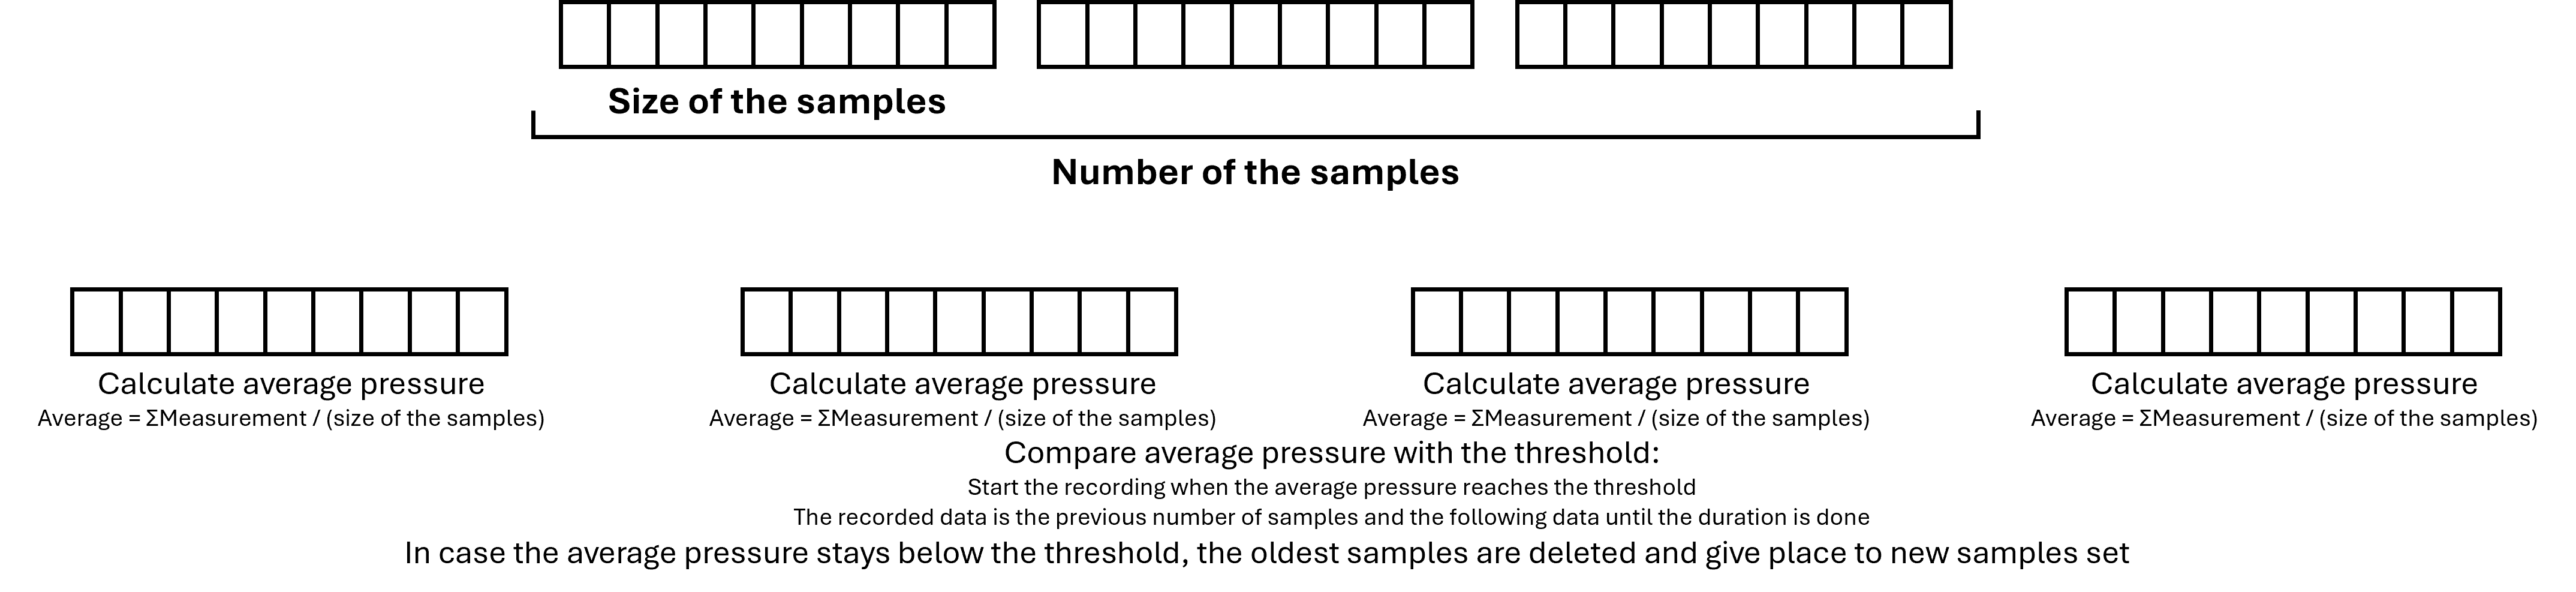 Size of the samples
Number of the samples
Calculate average pressure
Average = ΣMeasurement / (size of the samples)
Calculate average pressure
Average = ΣMeasurement / (size of the samples)
Calculate average pressure
Average = ΣMeasurement / (size of the samples)
Calculate average pressure
Average = ΣMeasurement / (size of the samples)
Compare average pressure with the threshold:
Start the recording when the average pressure reaches the threshold
The recorded data is the previous number of samples and the following data until the duration is done
In case the average pressure stays below the threshold, the oldest samples are deleted and give place to new samples set